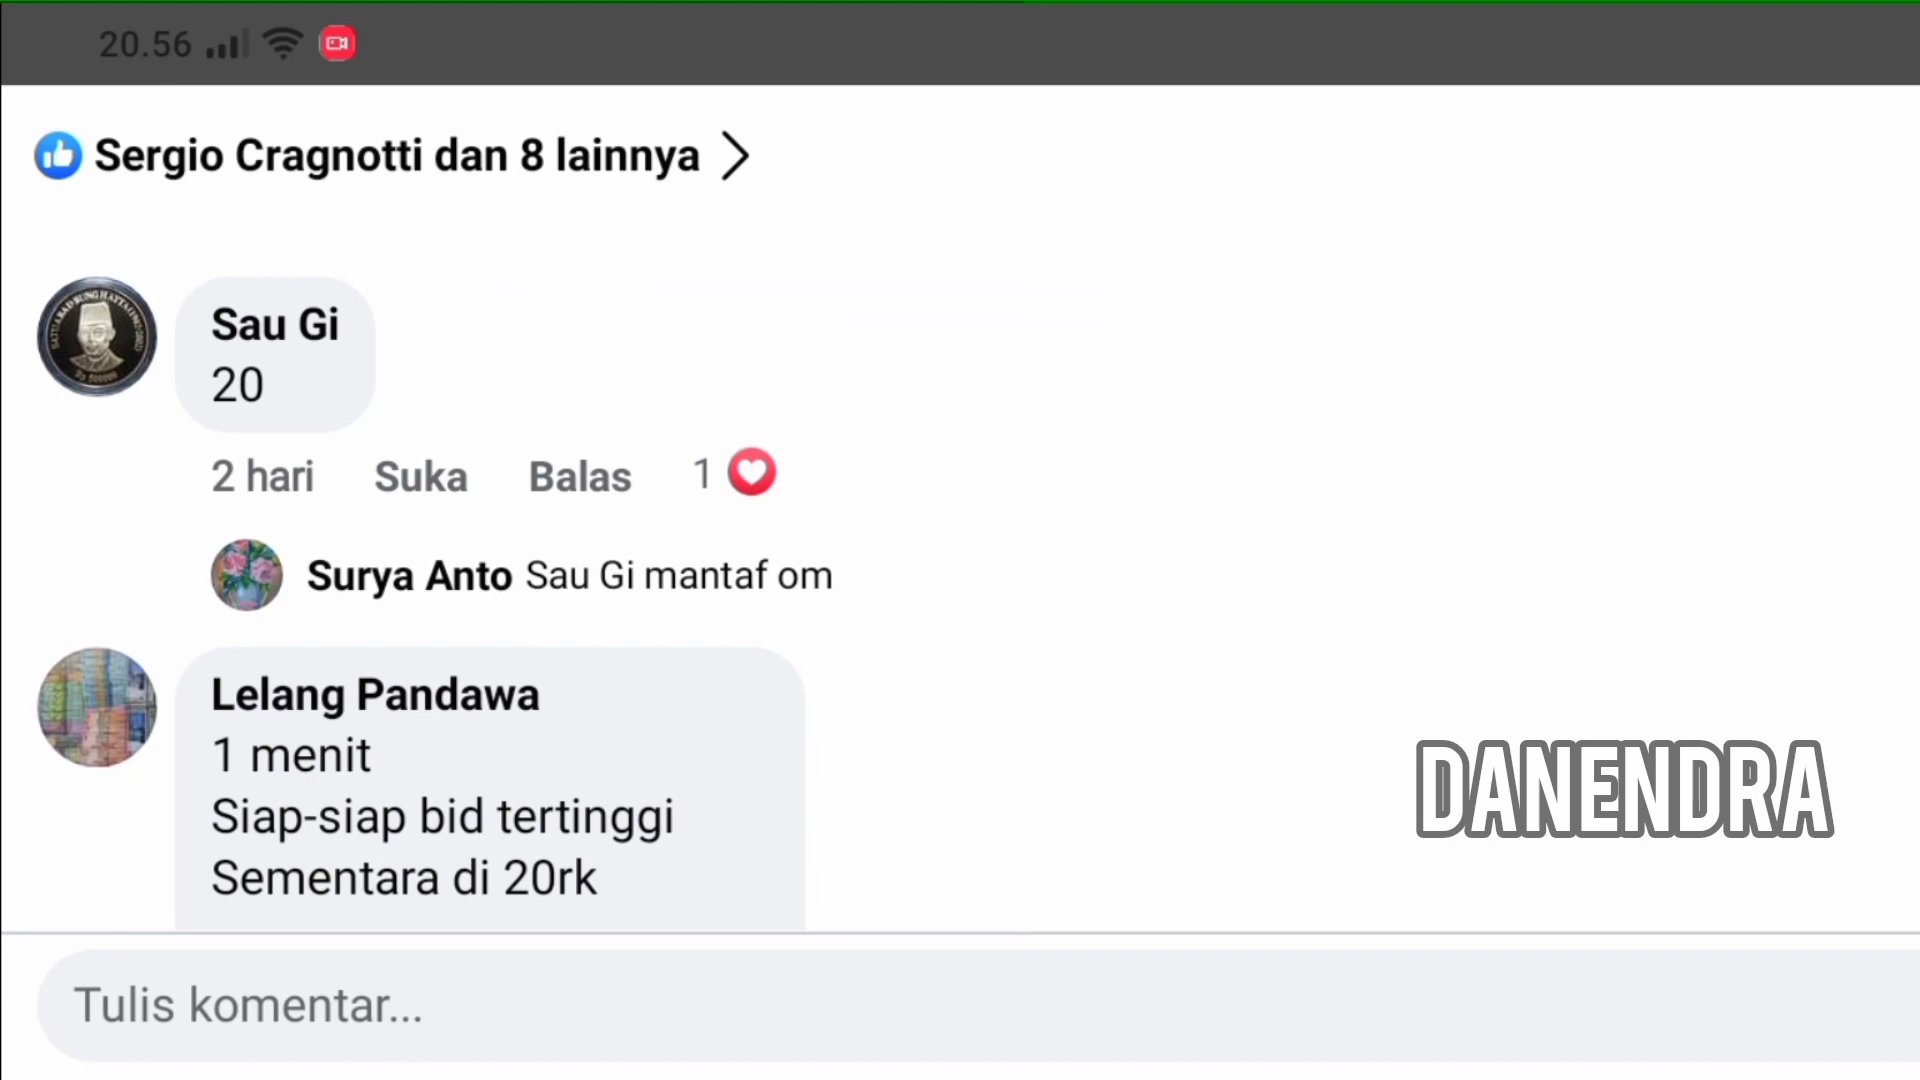 20.56
Sergio Cragnotti dan 8 lainnya
Sau Gi
20
2 hari Suka Balas 1
Surya Anto Sau Gi mantaf om
Lelang Pandawa
1 menit
Siap-siap bid tertinggi
Sementara di 20rk
DANENDRA
Tulis komentar...